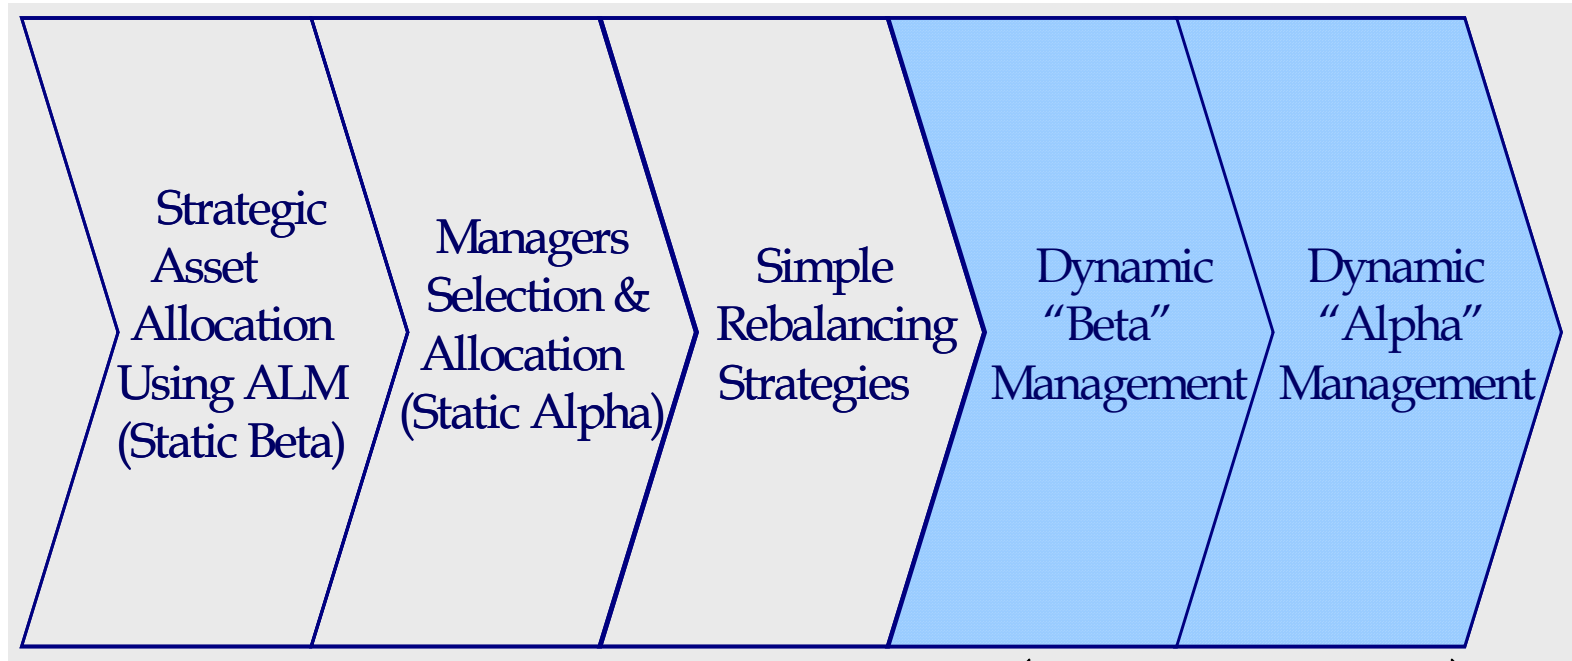 Strategic
Asset
Allocation
Using ALM
(Static Beta)
Managers
Selection &
Allocation
(Static Alpha)
Simple
Rebalancing
Strategies
Dynamic
“Beta”
Management
Dynamic
“Alpha”
Management